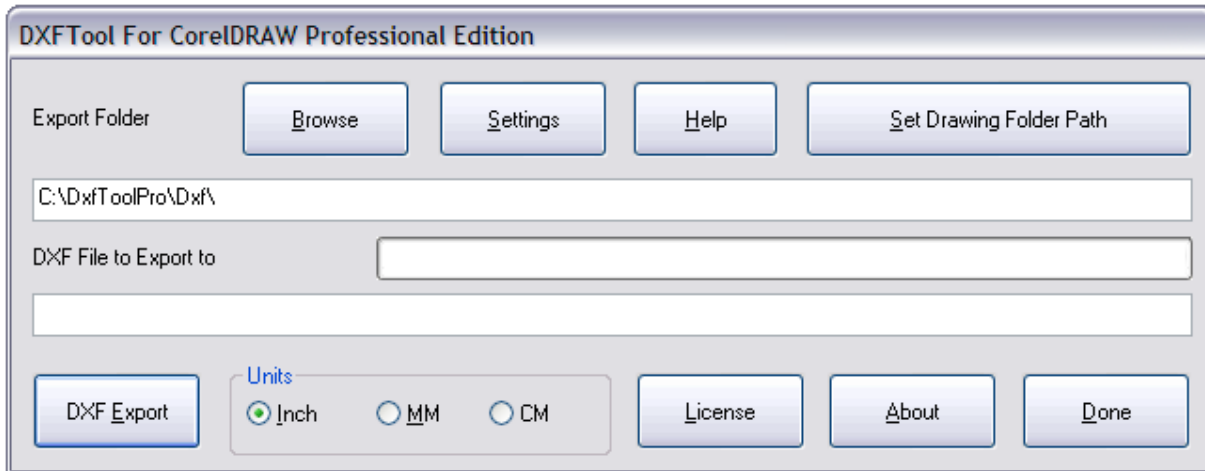 DXFTool For CorelDRAW Professional Edition
Export Folder Browse Settings Help Set Drawing Folder Path
C:\DxfToolPro\Dxf\
DXF File to Export to
Units
DXF Export Inch MM CM License About Done